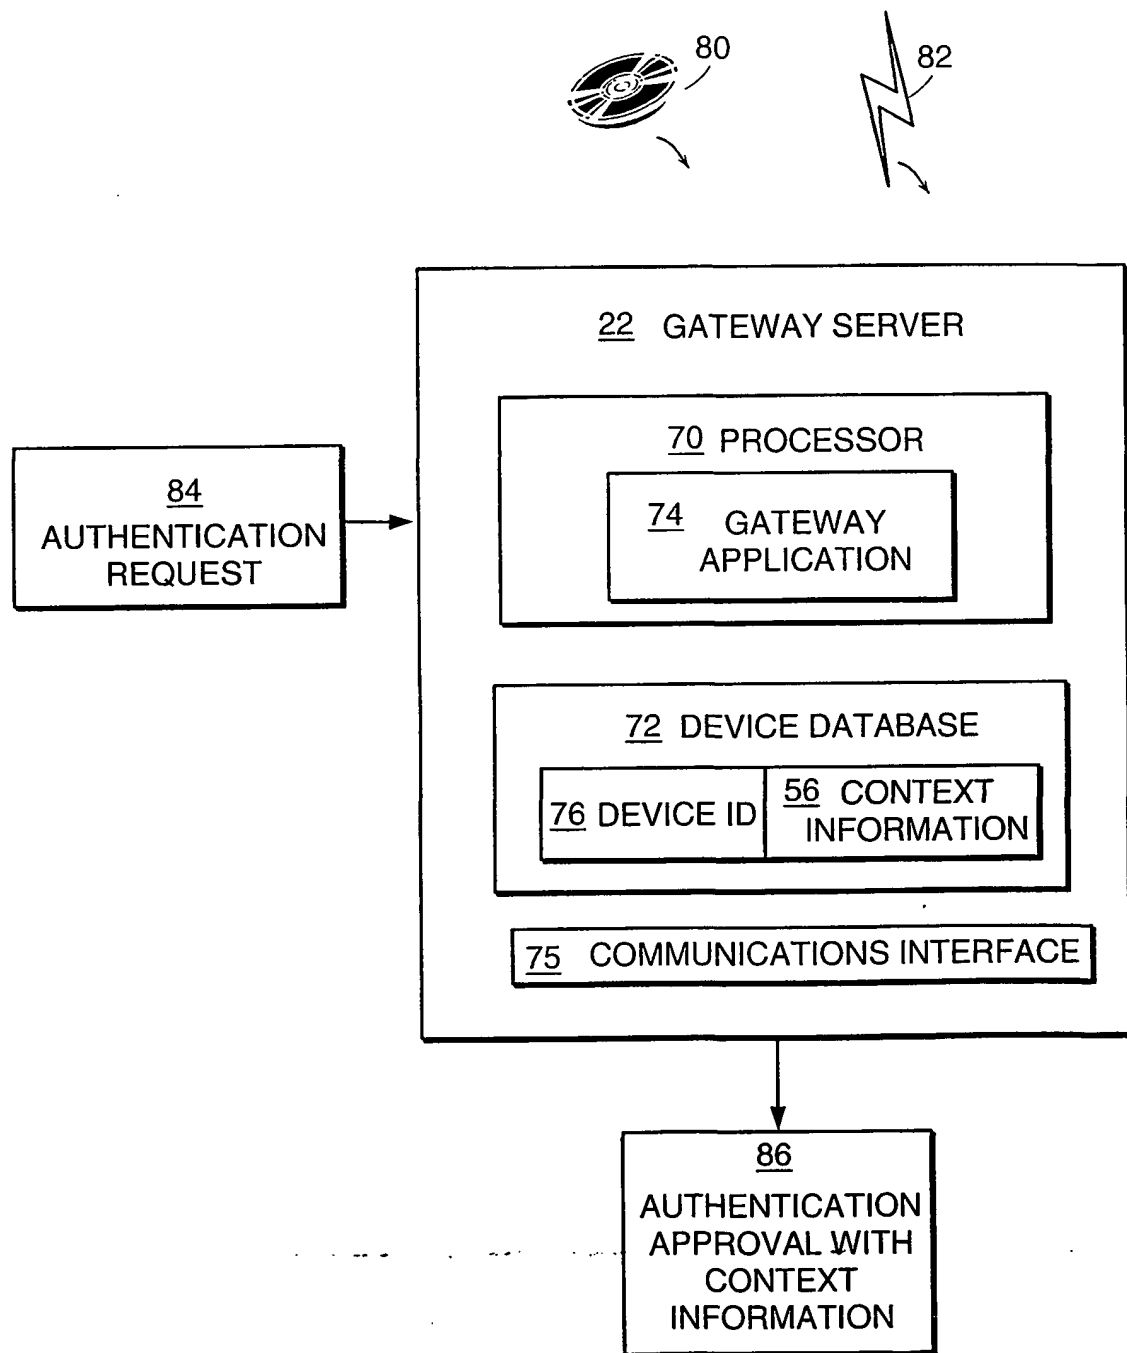 80
82
22 GATEWAY SERVER
70 PROCESSOR
74 GATEWAY
APPLICATION
84
AUTHENTICATION
REQUEST
72 DEVICE DATABASE
76 DEVICE ID
56 CONTEXT
INFORMATION
75 COMMUNICATIONS INTERFACE
86
AUTHENTICATION
APPROVAL WITH
CONTEXT
INFORMATION